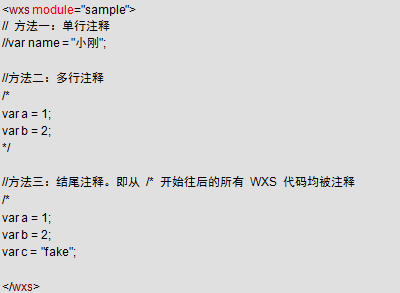 <wxs module="sample">
// 方法一：单行注释
//var name = "小刚";
//方法二：多行注释
/*
var a = 1;
var b = 2;
*/
//方法三：结尾注释。即从 /* 开始往后的所有 WXS 代码均被注释
/*
var a = 1;
var b = 2;
var c = "fake";
</wxs>